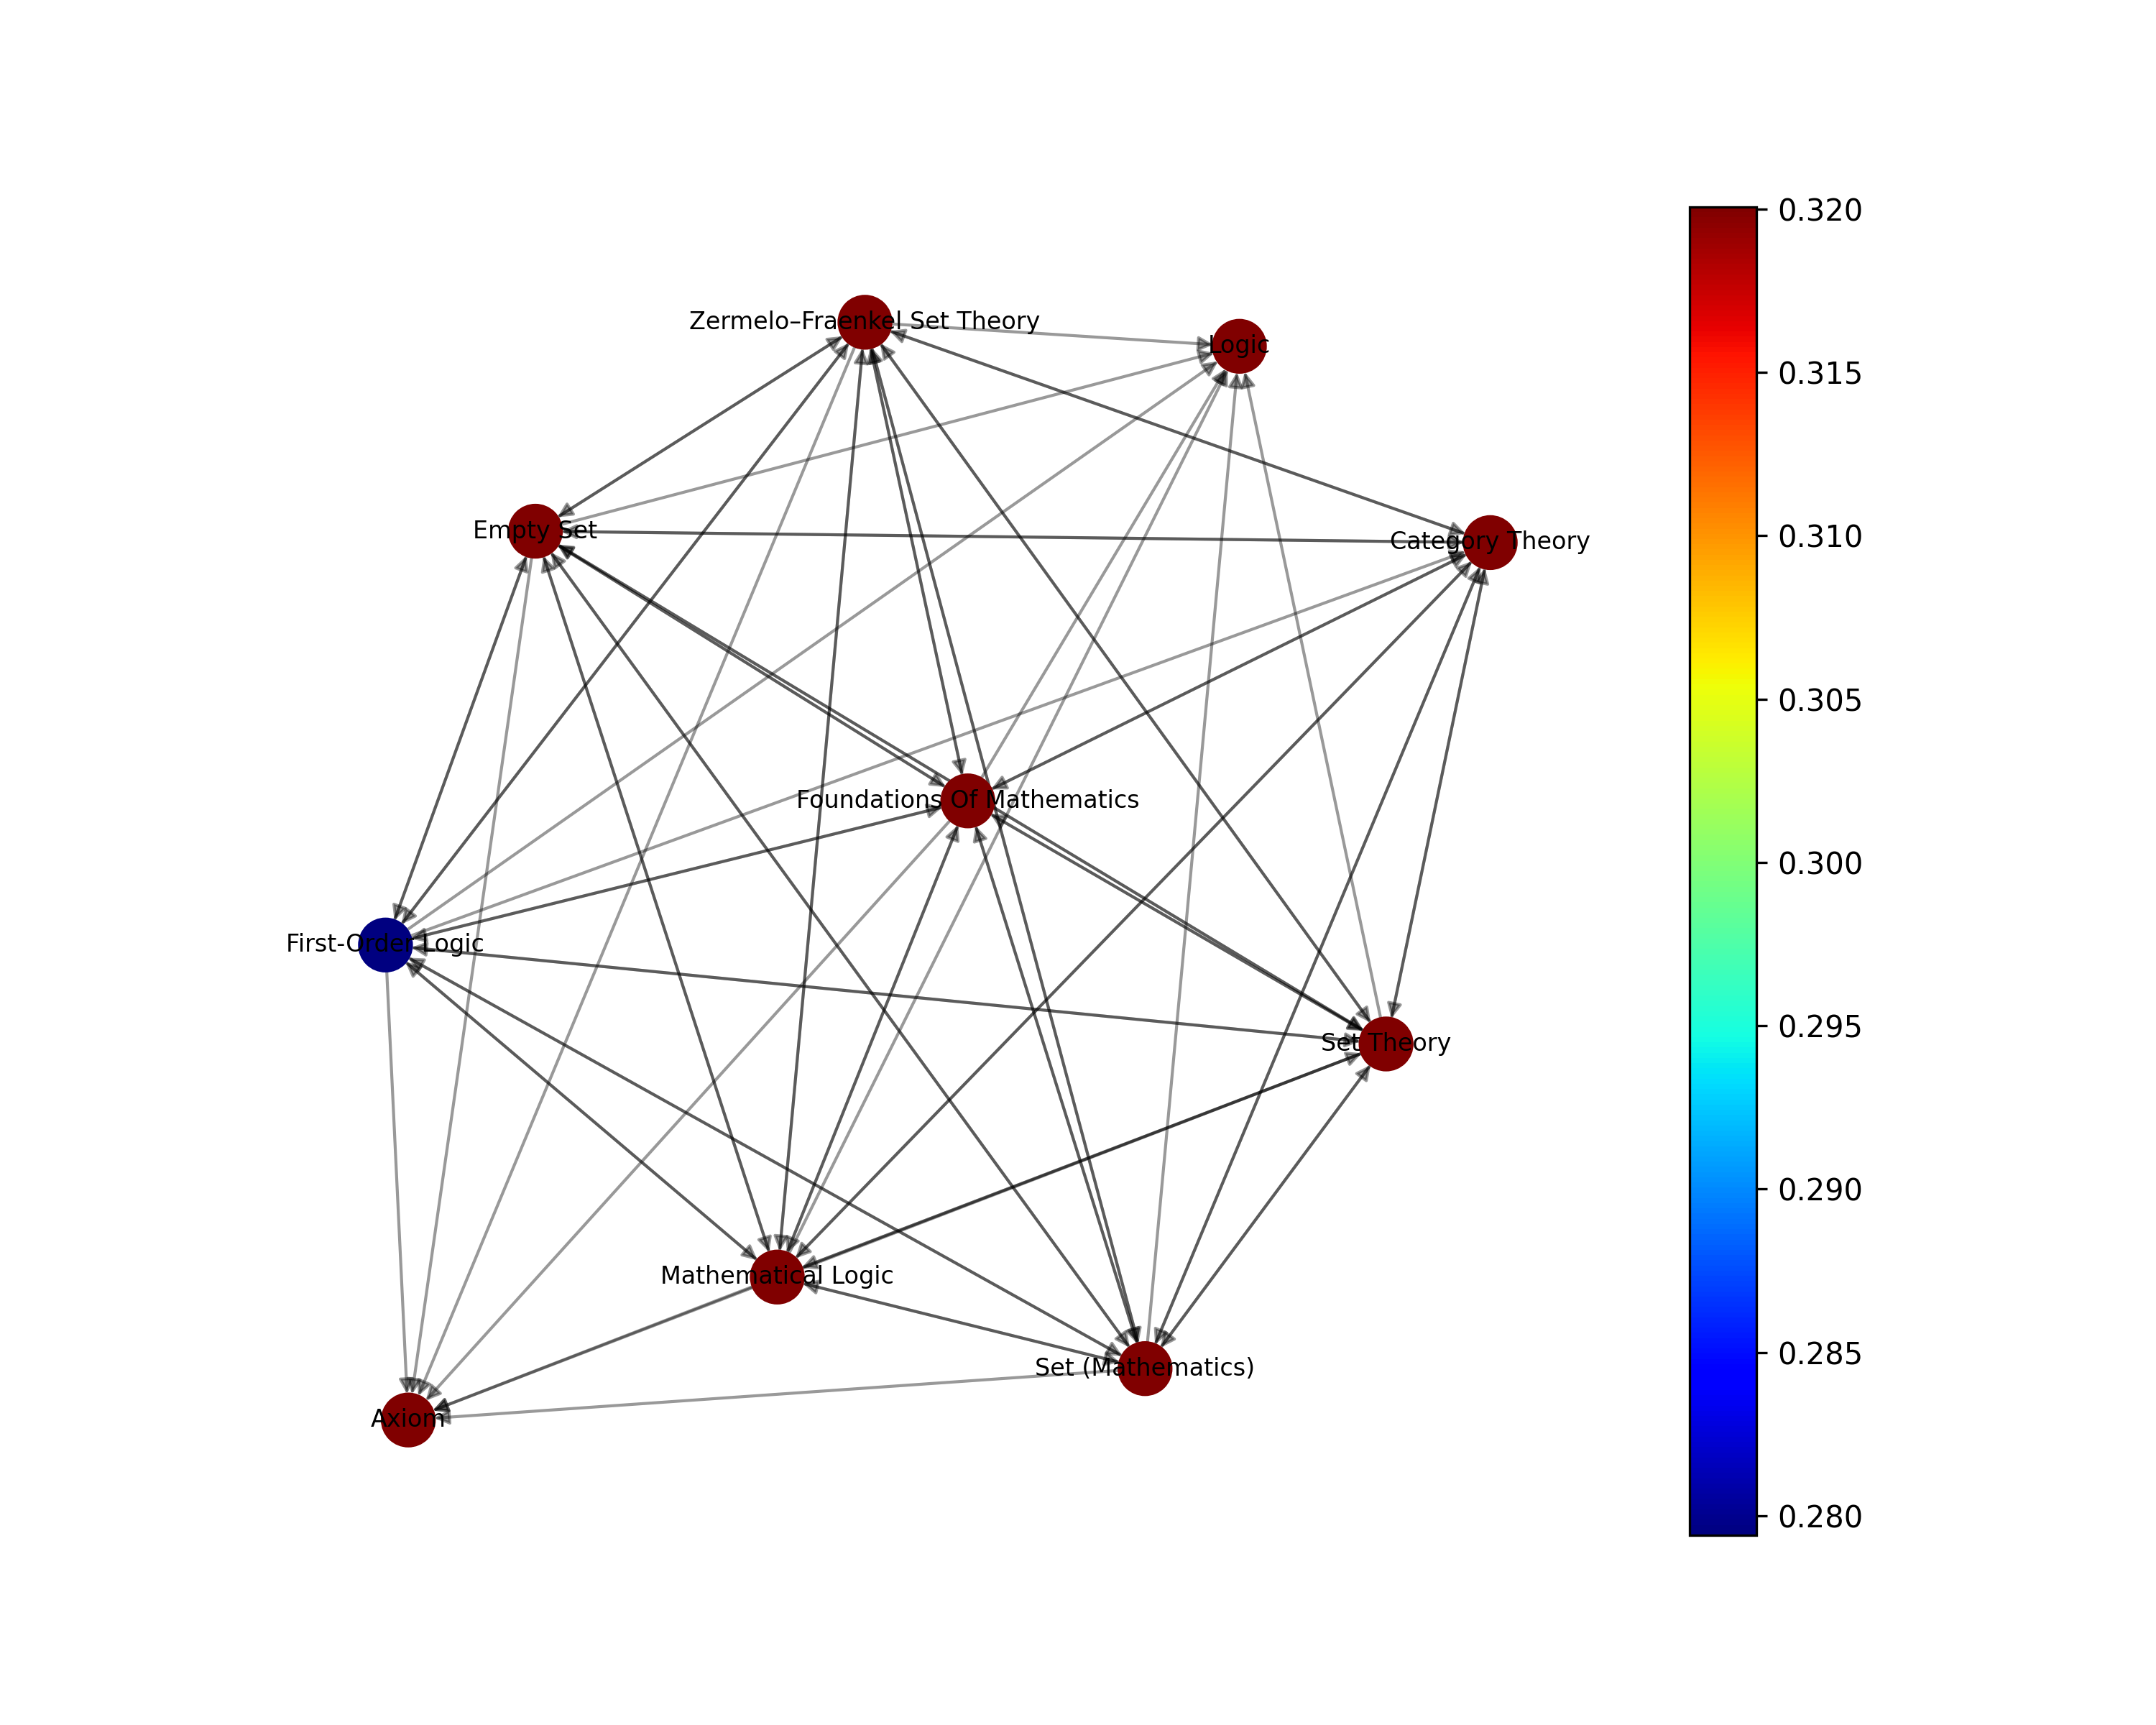 Zermelo–Fraenkel Set Theory
Logic
Empty Set
Category Theory
Foundations Of Mathematics
First-Order Logic
Set Theory
Mathematical Logic
Set (Mathematics)
Axiom
0.320
0.315
0.310
0.305
0.300
0.295
0.290
0.285
0.280